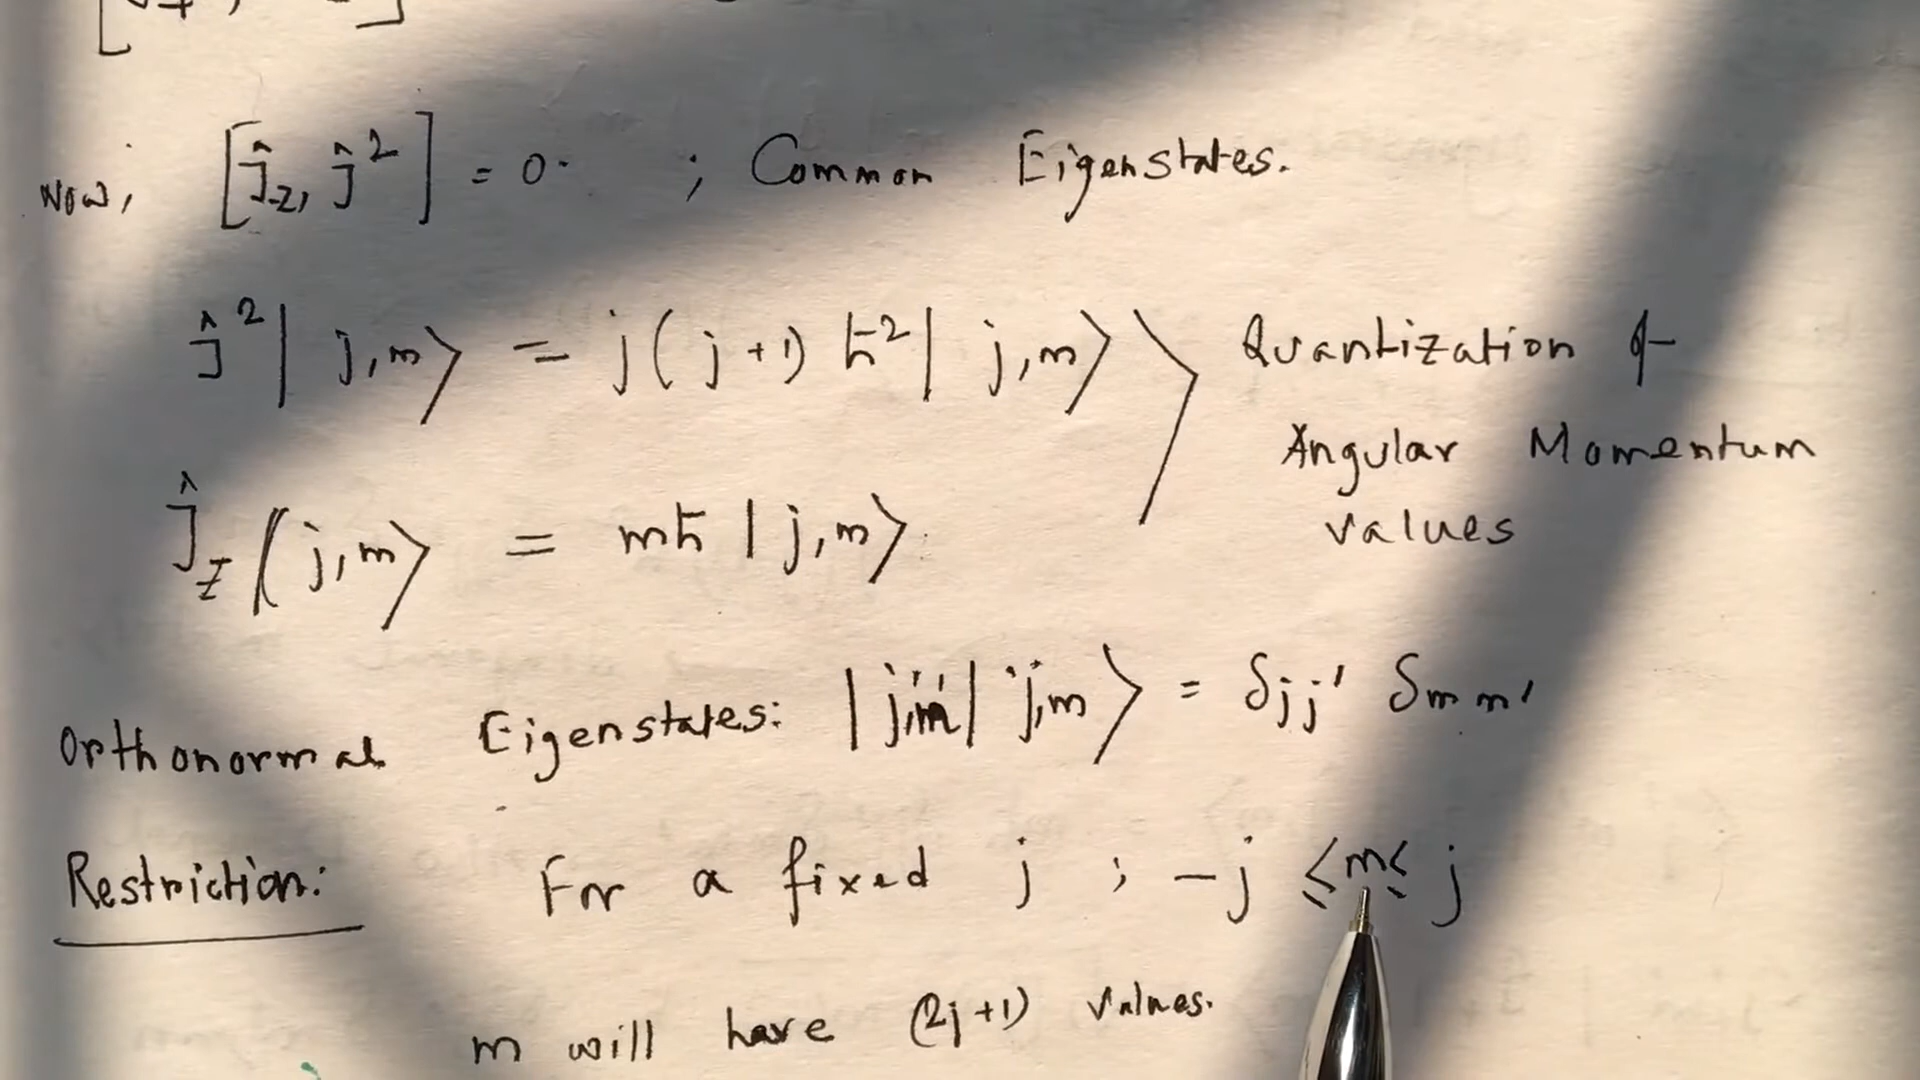 Now, [Ĵz, Ĵ²] = 0. ; Common Eigenstates.
Ĵ² | j,m⟩ = j(j+1) ħ² | j,m⟩ ⟩ Quantization of
Angular Momentum
values
Ĵz |j,m⟩ = mħ | j,m⟩.
Orthonormal Eigenstates: | j',m' | j,m ⟩ = δjj' δmm'
Restriction: For a fixed j ; -j ≤ m ≤ j
m will have (2j+1) values.